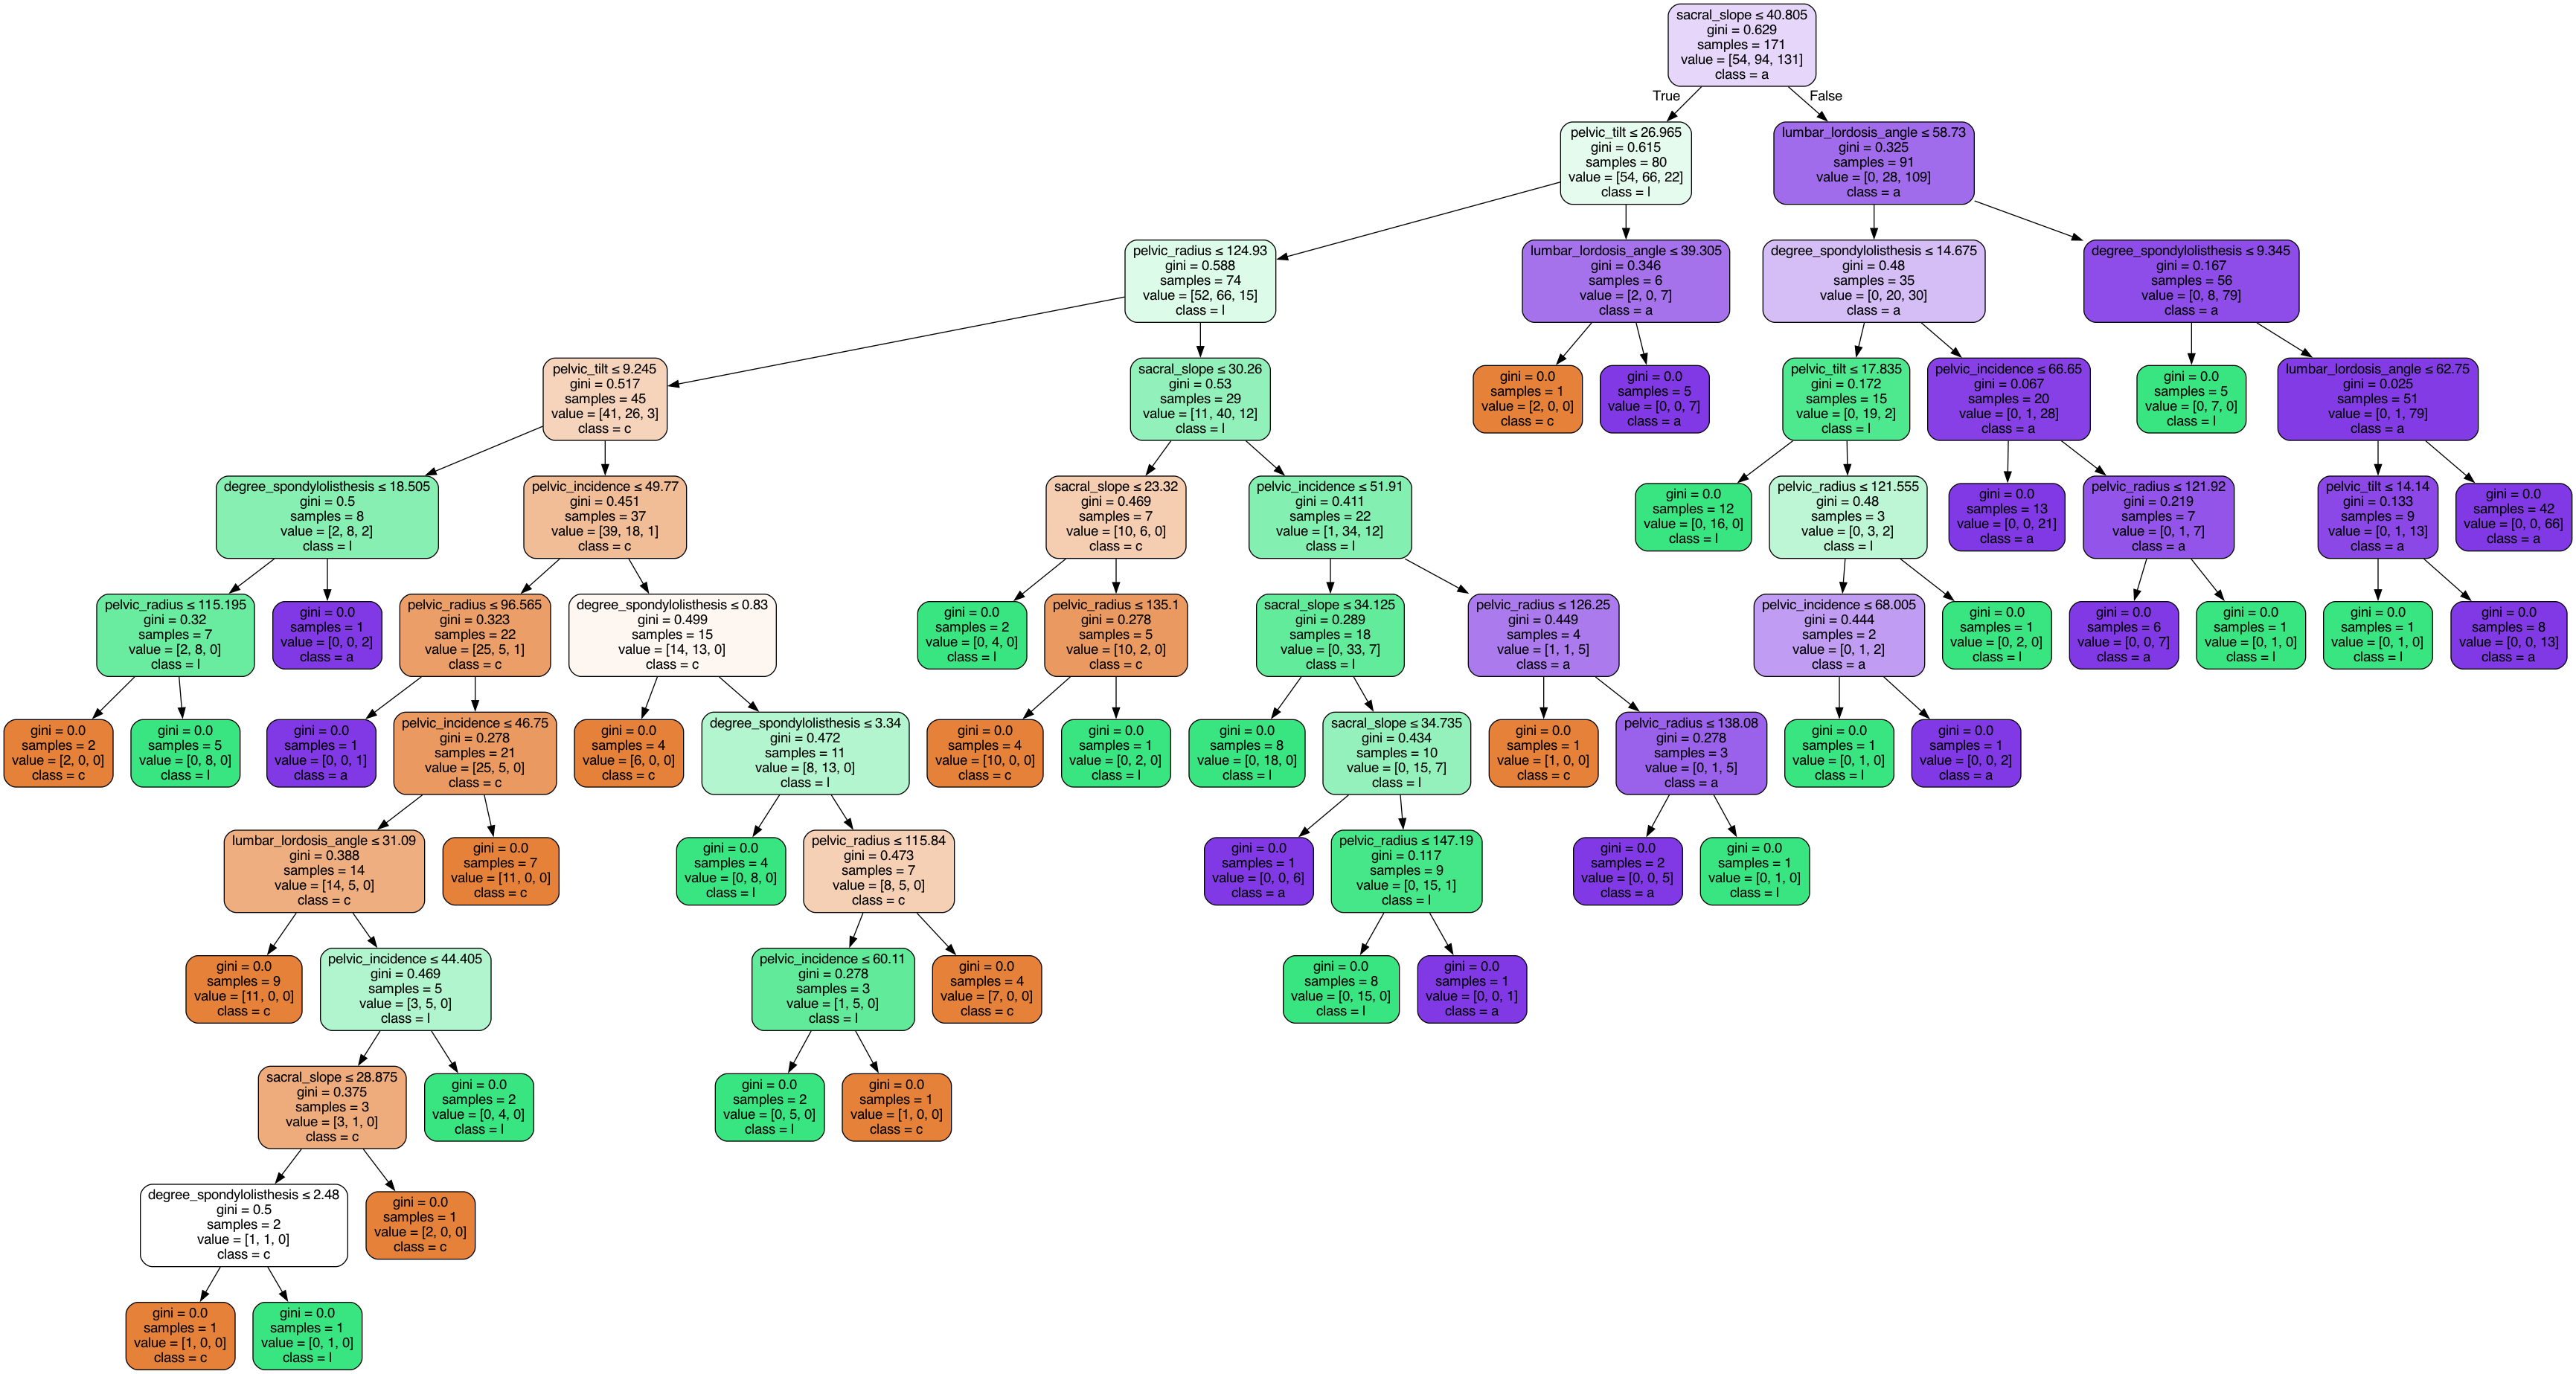 sacral_slope ≤ 40.805
gini = 0.629
samples = 171
value = [54, 94, 131]
class = a
True
False
pelvic_tilt ≤ 26.965
gini = 0.615
samples = 80
value = [54, 66, 22]
class = l
lumbar_lordosis_angle ≤ 58.73
gini = 0.325
samples = 91
value = [0, 28, 109]
class = a
pelvic_radius ≤ 124.93
gini = 0.588
samples = 74
value = [52, 66, 15]
class = l
lumbar_lordosis_angle ≤ 39.305
gini = 0.346
samples = 6
value = [2, 0, 7]
class = a
degree_spondylolisthesis ≤ 14.675
gini = 0.48
samples = 35
value = [0, 20, 30]
class = a
degree_spondylolisthesis ≤ 9.345
gini = 0.167
samples = 56
value = [0, 8, 79]
class = a
pelvic_tilt ≤ 9.245
gini = 0.517
samples = 45
value = [41, 26, 3]
class = c
sacral_slope ≤ 30.26
gini = 0.53
samples = 29
value = [11, 40, 12]
class = l
gini = 0.0
samples = 1
value = [2, 0, 0]
class = c
gini = 0.0
samples = 5
value = [0, 0, 7]
class = a
pelvic_tilt ≤ 17.835
gini = 0.172
samples = 15
value = [0, 19, 2]
class = l
pelvic_incidence ≤ 66.65
gini = 0.067
samples = 20
value = [0, 1, 28]
class = a
gini = 0.0
samples = 5
value = [0, 7, 0]
class = l
lumbar_lordosis_angle ≤ 62.75
gini = 0.025
samples = 51
value = [0, 1, 79]
class = a
degree_spondylolisthesis ≤ 18.505
gini = 0.5
samples = 8
value = [2, 8, 2]
class = l
pelvic_incidence ≤ 49.77
gini = 0.451
samples = 37
value = [39, 18, 1]
class = c
sacral_slope ≤ 23.32
gini = 0.469
samples = 7
value = [10, 6, 0]
class = c
pelvic_incidence ≤ 51.91
gini = 0.411
samples = 22
value = [1, 34, 12]
class = l
gini = 0.0
samples = 12
value = [0, 16, 0]
class = l
pelvic_radius ≤ 121.555
gini = 0.48
samples = 3
value = [0, 3, 2]
class = l
gini = 0.0
samples = 13
value = [0, 0, 21]
class = a
pelvic_radius ≤ 121.92
gini = 0.219
samples = 7
value = [0, 1, 7]
class = a
pelvic_tilt ≤ 14.14
gini = 0.133
samples = 9
value = [0, 1, 13]
class = a
gini = 0.0
samples = 42
value = [0, 0, 66]
class = a
pelvic_radius ≤ 115.195
gini = 0.32
samples = 7
value = [2, 8, 0]
class = l
gini = 0.0
samples = 1
value = [0, 0, 2]
class = a
pelvic_radius ≤ 96.565
gini = 0.323
samples = 22
value = [25, 5, 1]
class = c
degree_spondylolisthesis ≤ 0.83
gini = 0.499
samples = 15
value = [14, 13, 0]
class = c
gini = 0.0
samples = 2
value = [0, 4, 0]
class = l
pelvic_radius ≤ 135.1
gini = 0.278
samples = 5
value = [10, 2, 0]
class = c
sacral_slope ≤ 34.125
gini = 0.289
samples = 18
value = [0, 33, 7]
class = l
pelvic_radius ≤ 126.25
gini = 0.449
samples = 4
value = [1, 1, 5]
class = a
pelvic_incidence ≤ 68.005
gini = 0.444
samples = 2
value = [0, 1, 2]
class = a
gini = 0.0
samples = 1
value = [0, 2, 0]
class = l
gini = 0.0
samples = 6
value = [0, 0, 7]
class = a
gini = 0.0
samples = 1
value = [0, 1, 0]
class = l
gini = 0.0
samples = 1
value = [0, 1, 0]
class = l
gini = 0.0
samples = 8
value = [0, 0, 13]
class = a
gini = 0.0
samples = 2
value = [2, 0, 0]
class = c
gini = 0.0
samples = 5
value = [0, 8, 0]
class = l
gini = 0.0
samples = 1
value = [0, 0, 1]
class = a
pelvic_incidence ≤ 46.75
gini = 0.278
samples = 21
value = [25, 5, 0]
class = c
gini = 0.0
samples = 4
value = [6, 0, 0]
class = c
degree_spondylolisthesis ≤ 3.34
gini = 0.472
samples = 11
value = [8, 13, 0]
class = l
gini = 0.0
samples = 4
value = [10, 0, 0]
class = c
gini = 0.0
samples = 1
value = [0, 2, 0]
class = l
gini = 0.0
samples = 8
value = [0, 18, 0]
class = l
sacral_slope ≤ 34.735
gini = 0.434
samples = 10
value = [0, 15, 7]
class = l
gini = 0.0
samples = 1
value = [1, 0, 0]
class = c
pelvic_radius ≤ 138.08
gini = 0.278
samples = 3
value = [0, 1, 5]
class = a
gini = 0.0
samples = 1
value = [0, 1, 0]
class = l
gini = 0.0
samples = 1
value = [0, 0, 2]
class = a
lumbar_lordosis_angle ≤ 31.09
gini = 0.388
samples = 14
value = [14, 5, 0]
class = c
gini = 0.0
samples = 7
value = [11, 0, 0]
class = c
gini = 0.0
samples = 4
value = [0, 8, 0]
class = l
pelvic_radius ≤ 115.84
gini = 0.473
samples = 7
value = [8, 5, 0]
class = c
gini = 0.0
samples = 1
value = [0, 0, 6]
class = a
pelvic_radius ≤ 147.19
gini = 0.117
samples = 9
value = [0, 15, 1]
class = l
gini = 0.0
samples = 2
value = [0, 0, 5]
class = a
gini = 0.0
samples = 1
value = [0, 1, 0]
class = l
gini = 0.0
samples = 9
value = [11, 0, 0]
class = c
pelvic_incidence ≤ 44.405
gini = 0.469
samples = 5
value = [3, 5, 0]
class = l
pelvic_incidence ≤ 60.11
gini = 0.278
samples = 3
value = [1, 5, 0]
class = l
gini = 0.0
samples = 4
value = [7, 0, 0]
class = c
gini = 0.0
samples = 8
value = [0, 15, 0]
class = l
gini = 0.0
samples = 1
value = [0, 0, 1]
class = a
sacral_slope ≤ 28.875
gini = 0.375
samples = 3
value = [3, 1, 0]
class = c
gini = 0.0
samples = 2
value = [0, 4, 0]
class = l
gini = 0.0
samples = 2
value = [0, 5, 0]
class = l
gini = 0.0
samples = 1
value = [1, 0, 0]
class = c
degree_spondylolisthesis ≤ 2.48
gini = 0.5
samples = 2
value = [1, 1, 0]
class = c
gini = 0.0
samples = 1
value = [2, 0, 0]
class = c
gini = 0.0
samples = 1
value = [1, 0, 0]
class = c
gini = 0.0
samples = 1
value = [0, 1, 0]
class = l